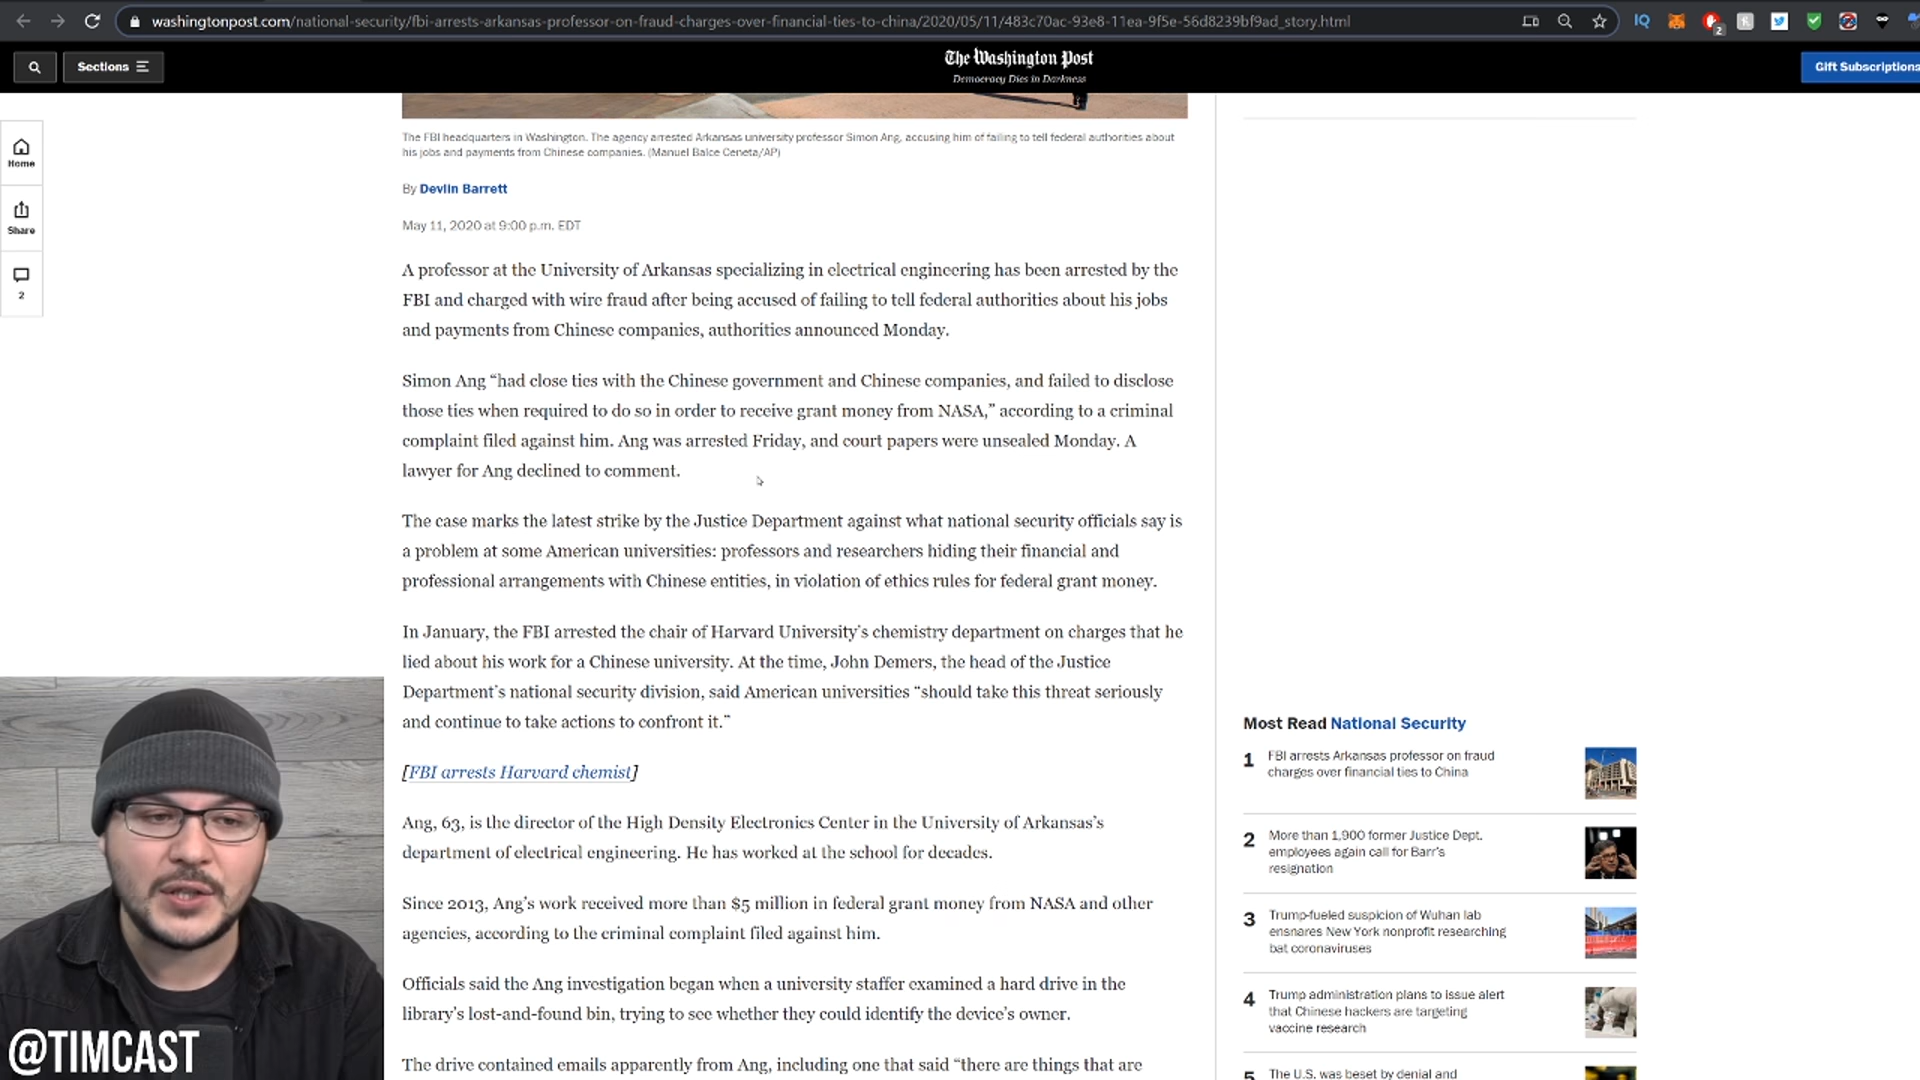 washingtonpost.com/national-security/fbi-arrests-arkansas-professor-on-fraud-charges-over-financial-ties-to-china/2020/05/11/483c70ac-93e8-11ea-9f5e-56d8239bf9ad_story.html
IQ
2
Sections
The Washington Post
Democracy Dies in Darkness
Gift Subscriptions
Home
Share
2
The FBI headquarters in Washington. The agency arrested Arkansas university professor Simon Ang, accusing him of failing to tell federal authorities about
his jobs and payments from Chinese companies. (Manuel Balce Ceneta/AP)
By Devlin Barrett
May 11, 2020 at 9:00 p.m. EDT
A professor at the University of Arkansas specializing in electrical engineering has been arrested by the
FBI and charged with wire fraud after being accused of failing to tell federal authorities about his jobs
and payments from Chinese companies, authorities announced Monday.
Simon Ang “had close ties with the Chinese government and Chinese companies, and failed to disclose
those ties when required to do so in order to receive grant money from NASA,” according to a criminal
complaint filed against him. Ang was arrested Friday, and court papers were unsealed Monday. A
lawyer for Ang declined to comment.
The case marks the latest strike by the Justice Department against what national security officials say is
a problem at some American universities: professors and researchers hiding their financial and
professional arrangements with Chinese entities, in violation of ethics rules for federal grant money.
In January, the FBI arrested the chair of Harvard University’s chemistry department on charges that he
lied about his work for a Chinese university. At the time, John Demers, the head of the Justice
Department’s national security division, said American universities “should take this threat seriously
and continue to take actions to confront it.”
[FBI arrests Harvard chemist]
Ang, 63, is the director of the High Density Electronics Center in the University of Arkansas’s
department of electrical engineering. He has worked at the school for decades.
Since 2013, Ang’s work received more than $5 million in federal grant money from NASA and other
agencies, according to the criminal complaint filed against him.
Officials said the Ang investigation began when a university staffer examined a hard drive in the
library’s lost-and-found bin, trying to see whether they could identify the device’s owner.
The drive contained emails apparently from Ang, including one that said “there are things that are
Most Read National Security
1 FBI arrests Arkansas professor on fraud
charges over financial ties to China
2 More than 1,900 former Justice Dept.
employees again call for Barr’s
resignation
3 Trump-fueled suspicion of Wuhan lab
ensnares New York nonprofit researching
bat coronaviruses
4 Trump administration plans to issue alert
that Chinese hackers are targeting
vaccine research
5 The U.S. was beset by denial and
@TIMCAST